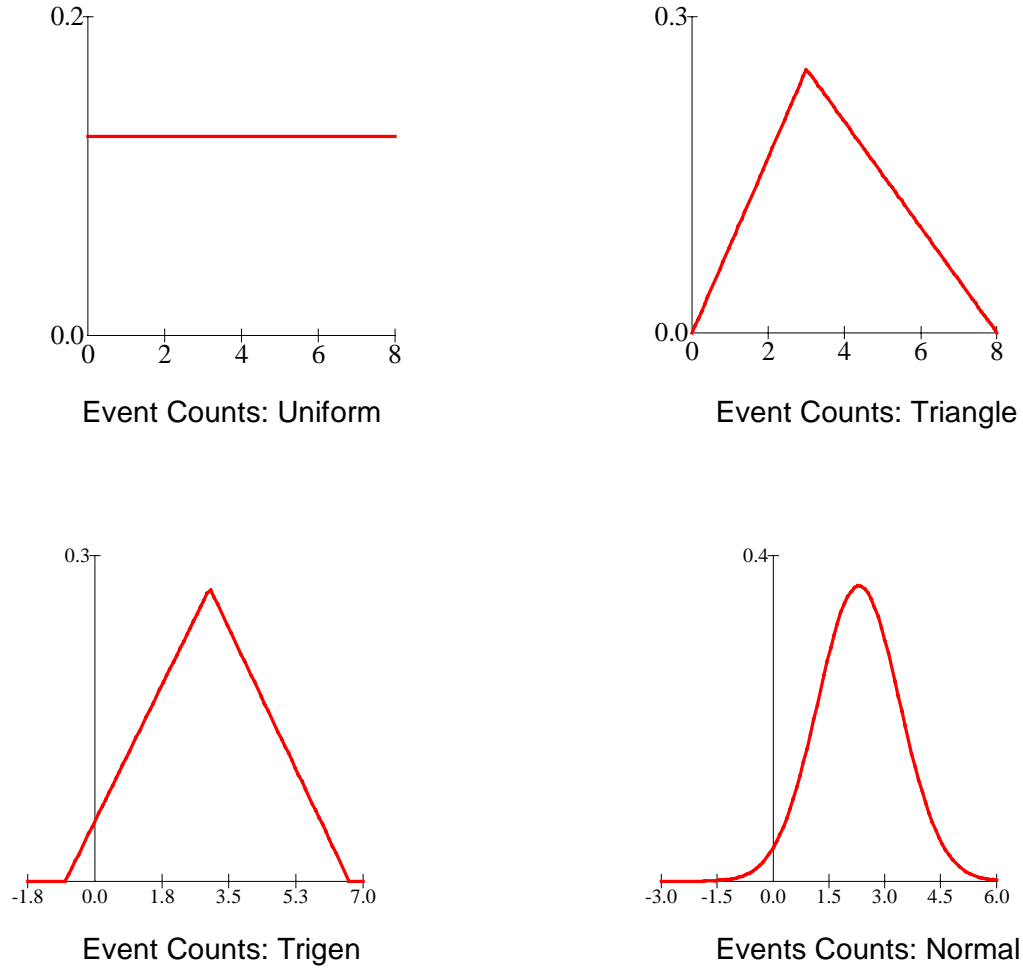 0.2
0.0
0 2 4 6 8
Event Counts: Uniform
0.3
0.0
0 2 4 6 8
Event Counts: Triangle
0.3
-1.8 0.0 1.8 3.5 5.3 7.0
Event Counts: Trigen
0.4
-3.0 -1.5 0.0 1.5 3.0 4.5 6.0
Events Counts: Normal